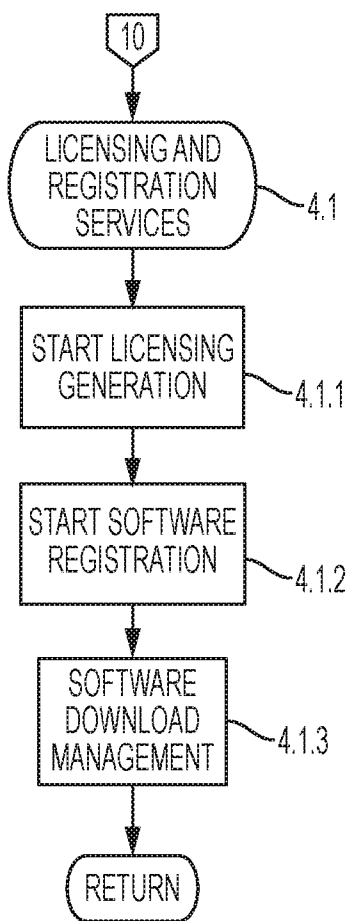 10
LICENSING AND
REGISTRATION
SERVICES
4.1
START LICENSING
GENERATION
4.1.1
START SOFTWARE
REGISTRATION
4.1.2
SOFTWARE
DOWNLOAD
MANAGEMENT
4.1.3
RETURN